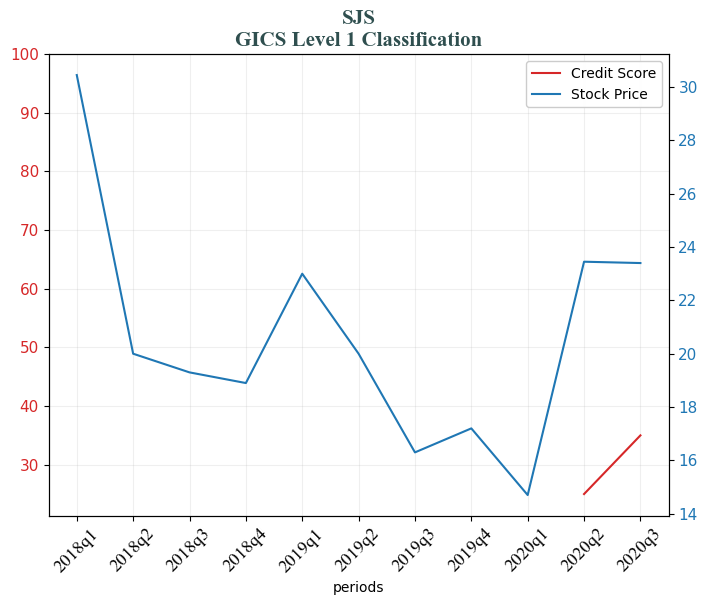 SJS
GICS Level 1 Classification
Credit Score
Stock Price
100
90
80
70
60
50
40
30
30
28
26
24
22
20
18
16
14
2018q1
2018q2
2018q3
2018q4
2019q1
2019q2
2019q3
2019q4
2020q1
2020q2
2020q3
periods